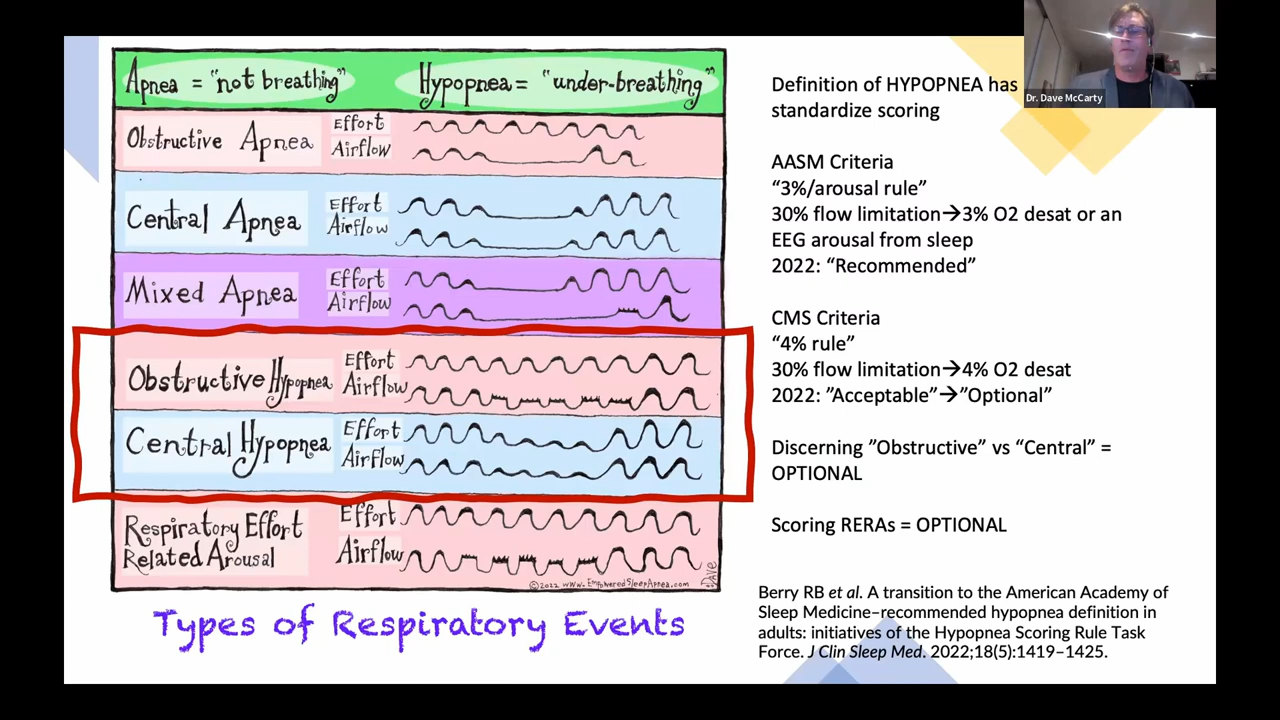 Apnea = "not breathing"
Hypopnea = "under-breathing"
Obstructive Apnea
Effort
Airflow
Central Apnea
Effort
Airflow
Mixed Apnea
Effort
Airflow
Obstructive Hypopnea
Effort
Airflow
Central Hypopnea
Effort
Airflow
Respiratory Effort
Related Arousal
Effort
Airflow
©2022 www.EmpoweredSleepApnea.com
:DAVE
Types of Respiratory Events
Definition of HYPOPNEA has
standardize scoring
AASM Criteria
“3%/arousal rule”
30% flow limitation→3% O2 desat or an
EEG arousal from sleep
2022: “Recommended”
CMS Criteria
“4% rule”
30% flow limitation→4% O2 desat
2022: ”Acceptable”→”Optional”
Discerning ”Obstructive” vs “Central” =
OPTIONAL
Scoring RERAs = OPTIONAL
Berry RB et al. A transition to the American Academy of
Sleep Medicine–recommended hypopnea definition in
adults: initiatives of the Hypopnea Scoring Rule Task
Force. J Clin Sleep Med. 2022;18(5):1419–1425.
Dr. Dave McCarty